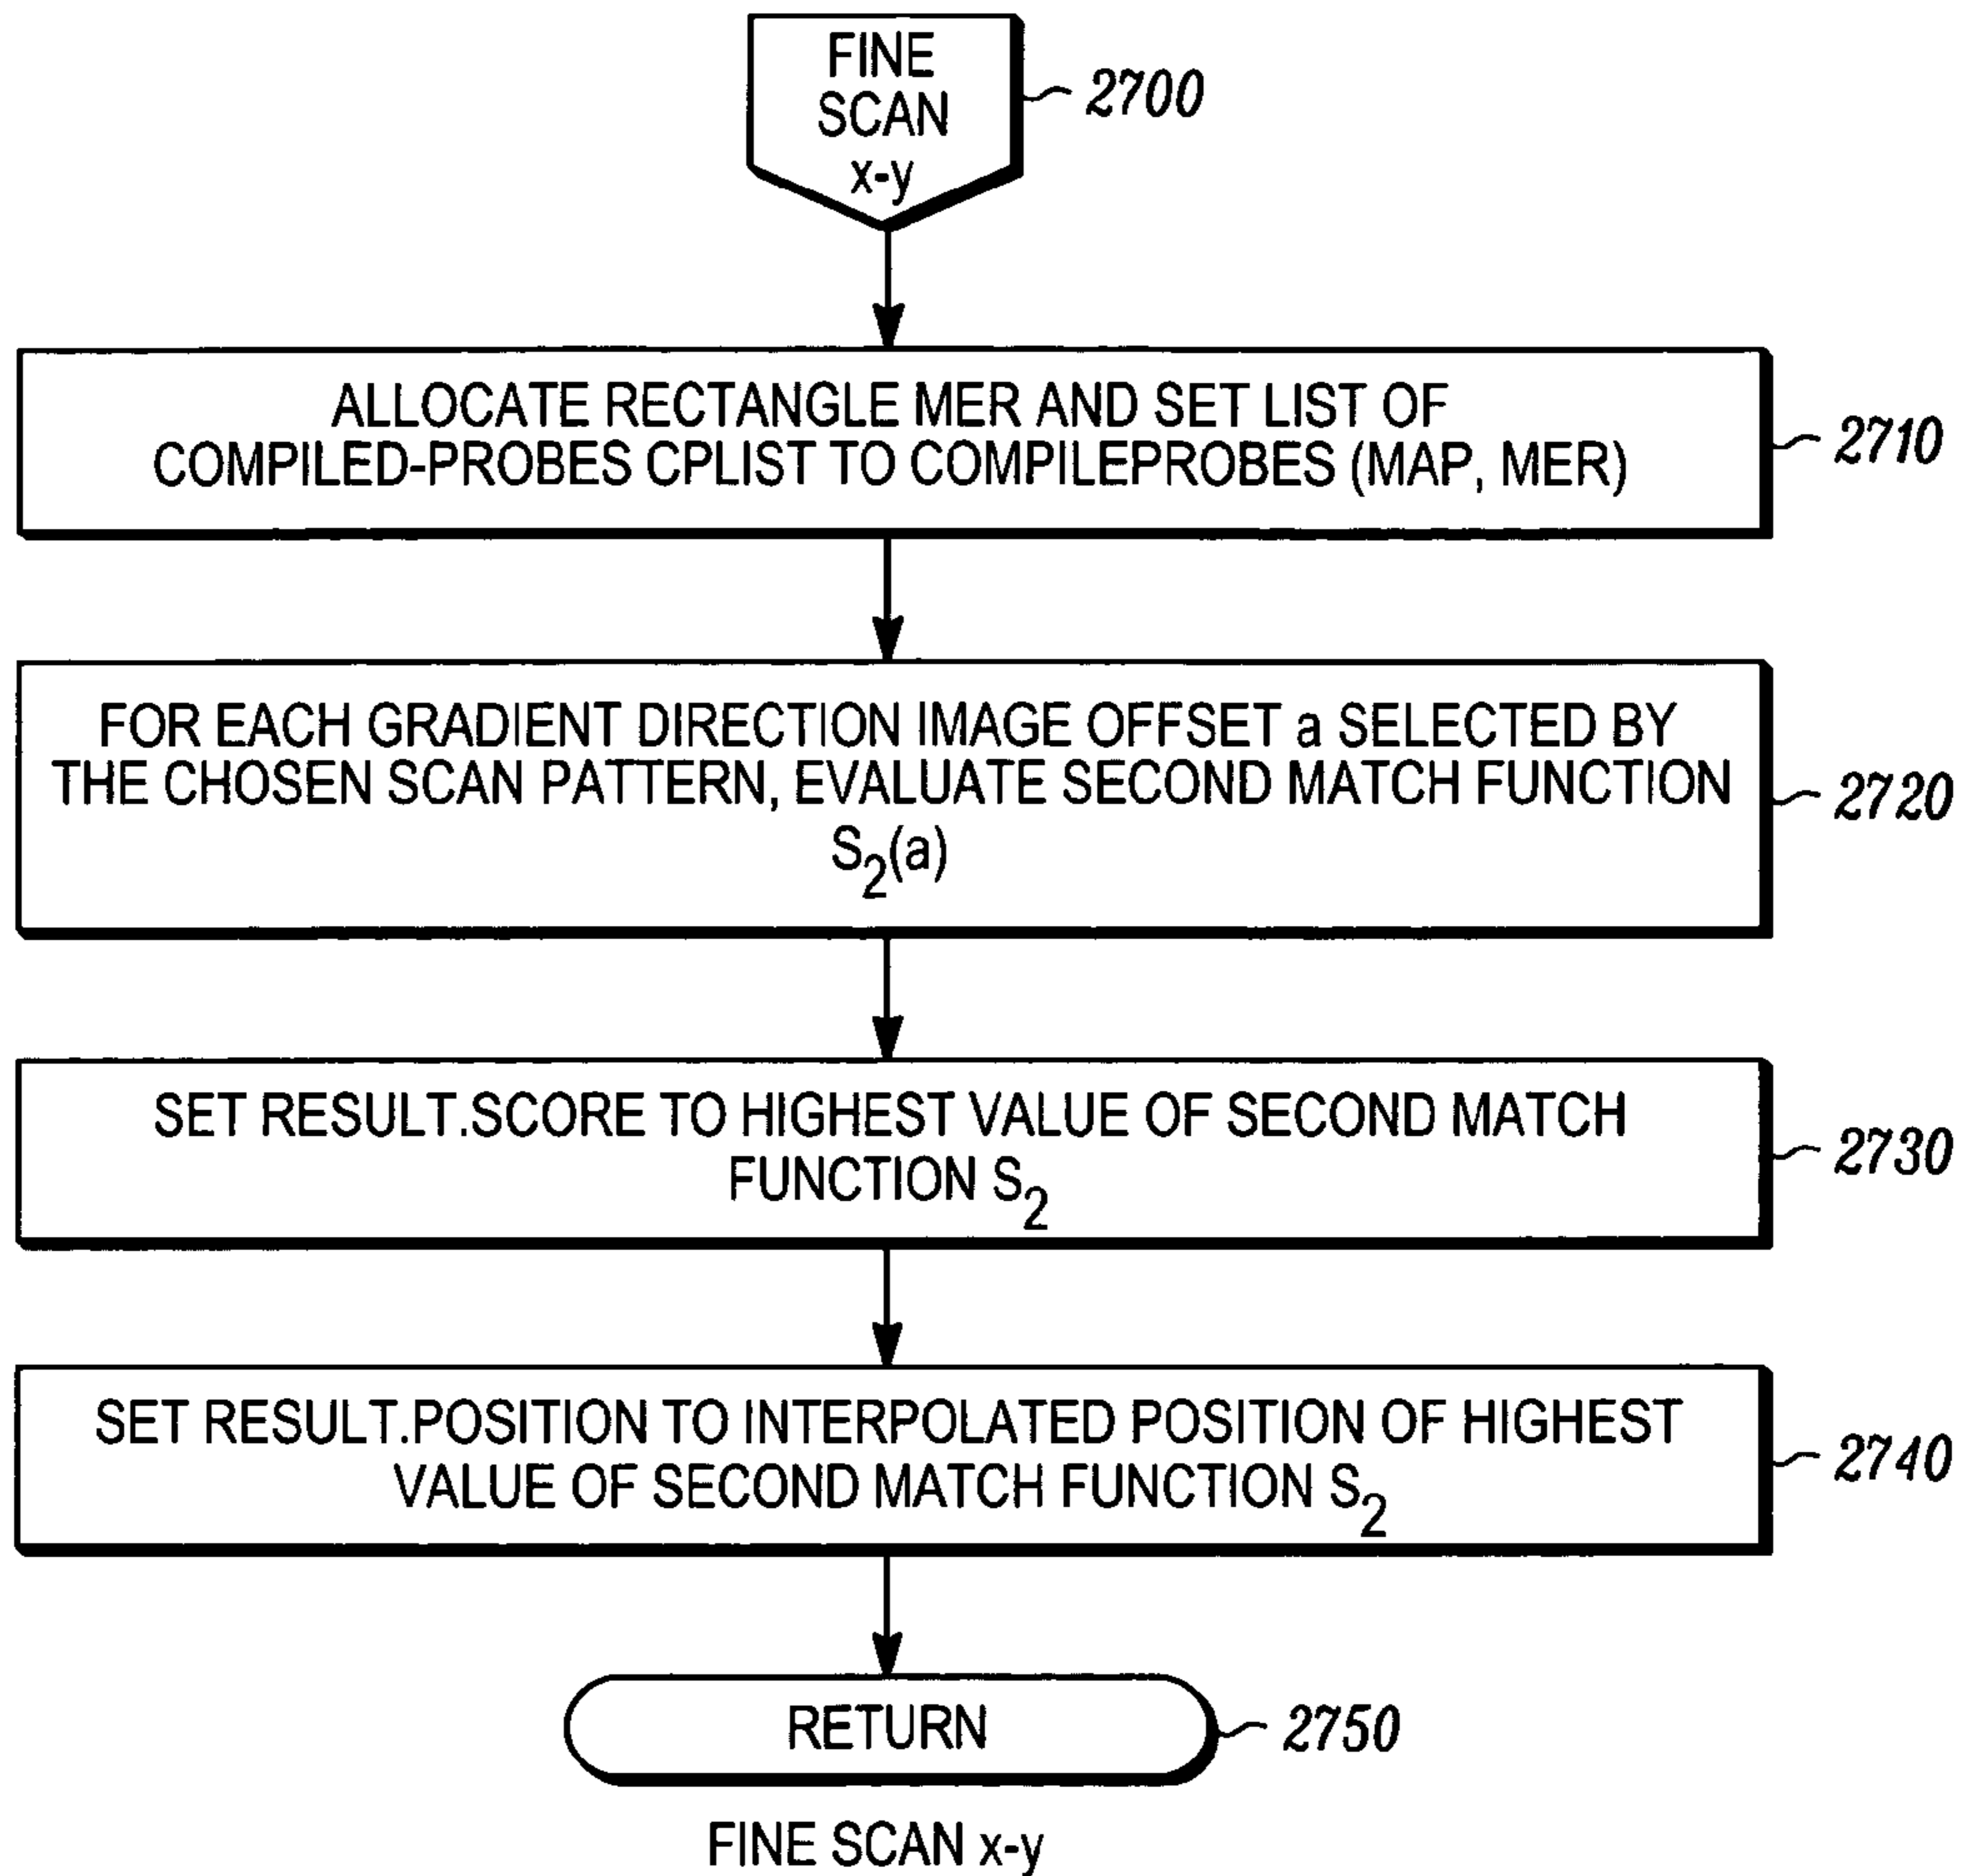 FINE
SCAN
x-y
2700
ALLOCATE RECTANGLE MER AND SET LIST OF
COMPILED-PROBES CPLIST TO COMPILEPROBES (MAP, MER)
2710
FOR EACH GRADIENT DIRECTION IMAGE OFFSET a SELECTED BY
THE CHOSEN SCAN PATTERN, EVALUATE SECOND MATCH FUNCTION
S₂(a)
2720
SET RESULT.SCORE TO HIGHEST VALUE OF SECOND MATCH
FUNCTION S₂
2730
SET RESULT.POSITION TO INTERPOLATED POSITION OF HIGHEST
VALUE OF SECOND MATCH FUNCTION S₂
2740
RETURN
2750
FINE SCAN x-y